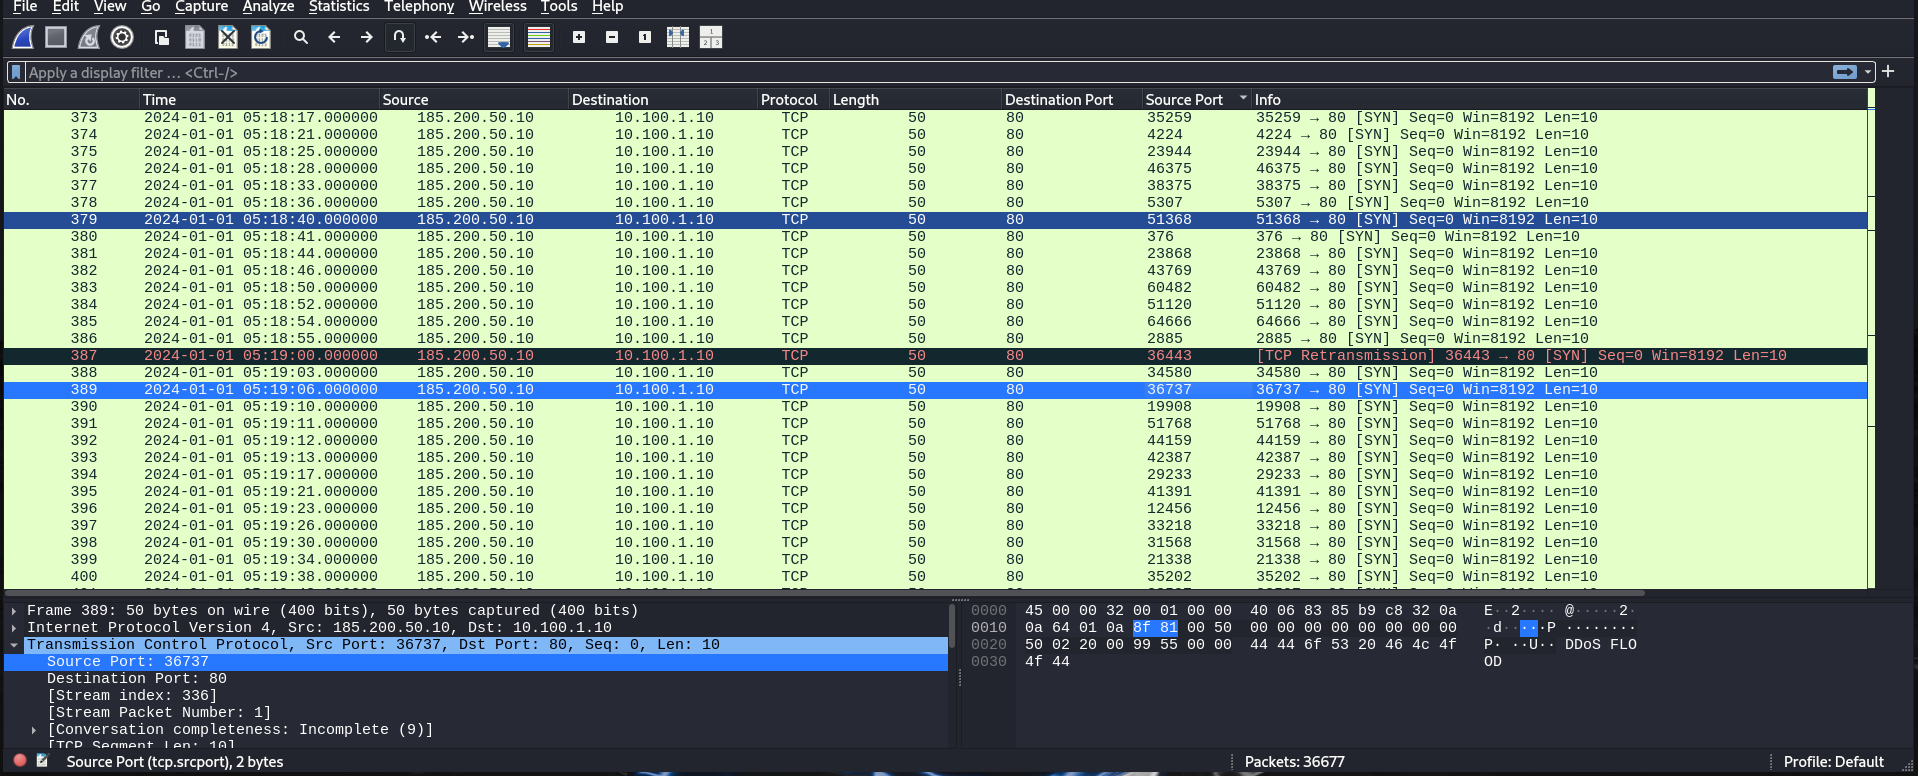 File Edit View Go Capture Analyze Statistics Telephony Wireless Tools Help
Apply a display filter … <Ctrl-/>
No. Time Source Destination Protocol Length Destination Port Source Port Info
373 2024-01-01 05:18:17.000000 185.200.50.10 10.100.1.10 TCP 50 80 35259 35259 → 80 [SYN] Seq=0 Win=8192 Len=10
374 2024-01-01 05:18:21.000000 185.200.50.10 10.100.1.10 TCP 50 80 4224 4224 → 80 [SYN] Seq=0 Win=8192 Len=10
375 2024-01-01 05:18:25.000000 185.200.50.10 10.100.1.10 TCP 50 80 23944 23944 → 80 [SYN] Seq=0 Win=8192 Len=10
376 2024-01-01 05:18:28.000000 185.200.50.10 10.100.1.10 TCP 50 80 46375 46375 → 80 [SYN] Seq=0 Win=8192 Len=10
377 2024-01-01 05:18:33.000000 185.200.50.10 10.100.1.10 TCP 50 80 38375 38375 → 80 [SYN] Seq=0 Win=8192 Len=10
378 2024-01-01 05:18:36.000000 185.200.50.10 10.100.1.10 TCP 50 80 5307 5307 → 80 [SYN] Seq=0 Win=8192 Len=10
379 2024-01-01 05:18:40.000000 185.200.50.10 10.100.1.10 TCP 50 80 51368 51368 → 80 [SYN] Seq=0 Win=8192 Len=10
380 2024-01-01 05:18:41.000000 185.200.50.10 10.100.1.10 TCP 50 80 376 376 → 80 [SYN] Seq=0 Win=8192 Len=10
381 2024-01-01 05:18:44.000000 185.200.50.10 10.100.1.10 TCP 50 80 23868 23868 → 80 [SYN] Seq=0 Win=8192 Len=10
382 2024-01-01 05:18:46.000000 185.200.50.10 10.100.1.10 TCP 50 80 43769 43769 → 80 [SYN] Seq=0 Win=8192 Len=10
383 2024-01-01 05:18:50.000000 185.200.50.10 10.100.1.10 TCP 50 80 60482 60482 → 80 [SYN] Seq=0 Win=8192 Len=10
384 2024-01-01 05:18:52.000000 185.200.50.10 10.100.1.10 TCP 50 80 51120 51120 → 80 [SYN] Seq=0 Win=8192 Len=10
385 2024-01-01 05:18:54.000000 185.200.50.10 10.100.1.10 TCP 50 80 64666 64666 → 80 [SYN] Seq=0 Win=8192 Len=10
386 2024-01-01 05:18:55.000000 185.200.50.10 10.100.1.10 TCP 50 80 2885 2885 → 80 [SYN] Seq=0 Win=8192 Len=10
387 2024-01-01 05:19:00.000000 185.200.50.10 10.100.1.10 TCP 50 80 36443 [TCP Retransmission] 36443 → 80 [SYN] Seq=0 Win=8192 Len=10
388 2024-01-01 05:19:03.000000 185.200.50.10 10.100.1.10 TCP 50 80 34580 34580 → 80 [SYN] Seq=0 Win=8192 Len=10
389 2024-01-01 05:19:06.000000 185.200.50.10 10.100.1.10 TCP 50 80 36737 36737 → 80 [SYN] Seq=0 Win=8192 Len=10
390 2024-01-01 05:19:10.000000 185.200.50.10 10.100.1.10 TCP 50 80 19908 19908 → 80 [SYN] Seq=0 Win=8192 Len=10
391 2024-01-01 05:19:11.000000 185.200.50.10 10.100.1.10 TCP 50 80 51768 51768 → 80 [SYN] Seq=0 Win=8192 Len=10
392 2024-01-01 05:19:12.000000 185.200.50.10 10.100.1.10 TCP 50 80 44159 44159 → 80 [SYN] Seq=0 Win=8192 Len=10
393 2024-01-01 05:19:13.000000 185.200.50.10 10.100.1.10 TCP 50 80 42387 42387 → 80 [SYN] Seq=0 Win=8192 Len=10
394 2024-01-01 05:19:17.000000 185.200.50.10 10.100.1.10 TCP 50 80 29233 29233 → 80 [SYN] Seq=0 Win=8192 Len=10
395 2024-01-01 05:19:21.000000 185.200.50.10 10.100.1.10 TCP 50 80 41391 41391 → 80 [SYN] Seq=0 Win=8192 Len=10
396 2024-01-01 05:19:23.000000 185.200.50.10 10.100.1.10 TCP 50 80 12456 12456 → 80 [SYN] Seq=0 Win=8192 Len=10
397 2024-01-01 05:19:26.000000 185.200.50.10 10.100.1.10 TCP 50 80 33218 33218 → 80 [SYN] Seq=0 Win=8192 Len=10
398 2024-01-01 05:19:30.000000 185.200.50.10 10.100.1.10 TCP 50 80 31568 31568 → 80 [SYN] Seq=0 Win=8192 Len=10
399 2024-01-01 05:19:34.000000 185.200.50.10 10.100.1.10 TCP 50 80 21338 21338 → 80 [SYN] Seq=0 Win=8192 Len=10
400 2024-01-01 05:19:38.000000 185.200.50.10 10.100.1.10 TCP 50 80 35202 35202 → 80 [SYN] Seq=0 Win=8192 Len=10
Frame 389: 50 bytes on wire (400 bits), 50 bytes captured (400 bits)
Internet Protocol Version 4, Src: 185.200.50.10, Dst: 10.100.1.10
Transmission Control Protocol, Src Port: 36737, Dst Port: 80, Seq: 0, Len: 10
Source Port: 36737
Destination Port: 80
[Stream index: 336]
[Stream Packet Number: 1]
[Conversation completeness: Incomplete (9)]
[TCP Segment Len: 10]
0000 45 00 00 32 00 01 00 00 40 06 83 85 b9 c8 32 0a E··2···· @·····2·
0010 0a 64 01 0a 8f 81 00 50 00 00 00 00 00 00 00 00 ·d·····P ········
0020 50 02 20 00 99 55 00 00 44 44 6f 53 20 46 4c 4f P· ··U·· DDoS FLO
0030 4f 44 OD
Source Port (tcp.srcport), 2 bytes Packets: 36677 Profile: Default